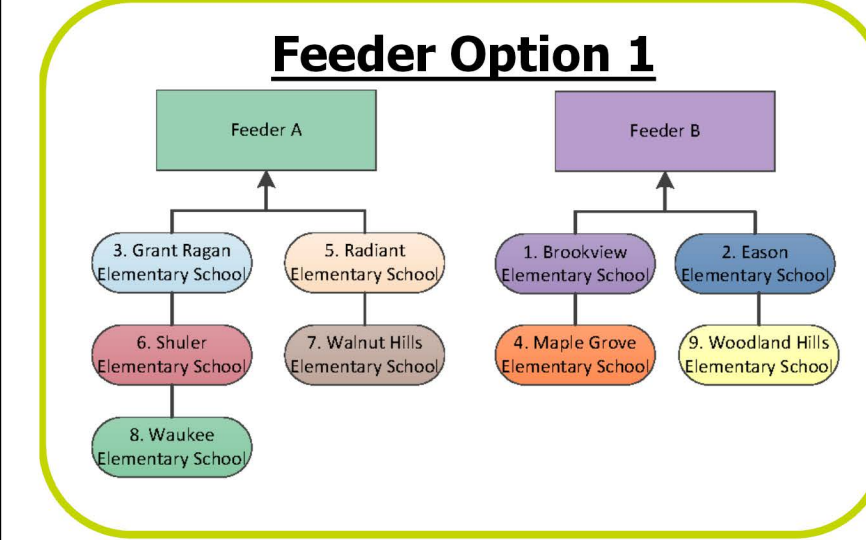 Feeder Option 1
Feeder A
Feeder B
3. Grant Ragan
Elementary School
5. Radiant
Elementary School
1. Brookview
Elementary School
2. Eason
Elementary School
6. Shuler
Elementary School
7. Walnut Hills
Elementary School
4. Maple Grove
Elementary School
9. Woodland Hills
Elementary School
8. Waukee
Elementary School